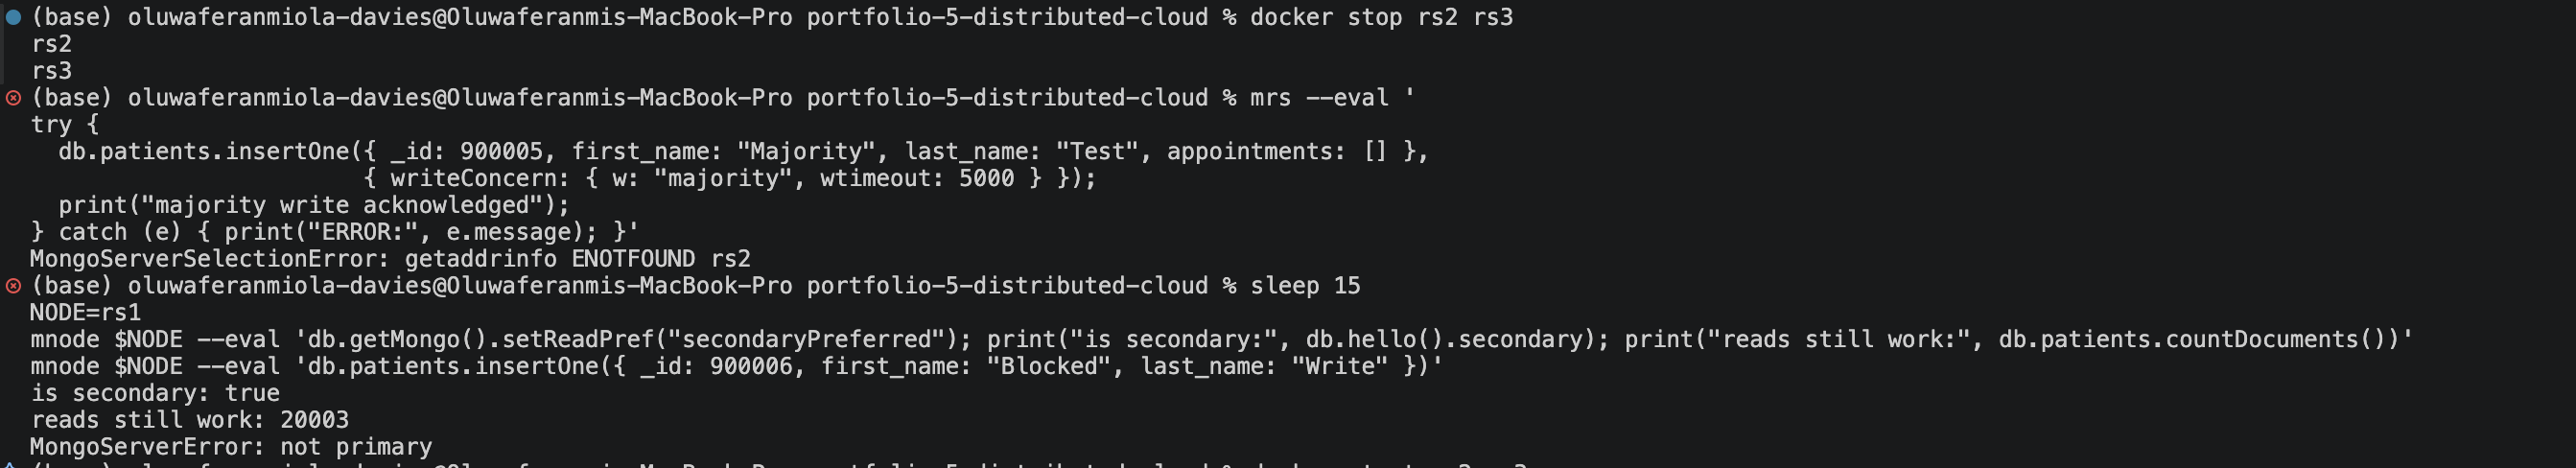 (base) oluwaferanmiola-davies@Oluwaferanmis-MacBook-Pro portfolio-5-distributed-cloud % docker stop rs2 rs3
rs2
rs3
(base) oluwaferanmiola-davies@Oluwaferanmis-MacBook-Pro portfolio-5-distributed-cloud % mrs --eval '
try {
  db.patients.insertOne({ _id: 900005, first_name: "Majority", last_name: "Test", appointments: [] },
                        { writeConcern: { w: "majority", wtimeout: 5000 } });
  print("majority write acknowledged");
} catch (e) { print("ERROR:", e.message); }'
MongoServerSelectionError: getaddrinfo ENOTFOUND rs2
(base) oluwaferanmiola-davies@Oluwaferanmis-MacBook-Pro portfolio-5-distributed-cloud % sleep 15
NODE=rs1
mnode $NODE --eval 'db.getMongo().setReadPref("secondaryPreferred"); print("is secondary:", db.hello().secondary); print("reads still work:", db.patients.countDocuments())'
mnode $NODE --eval 'db.patients.insertOne({ _id: 900006, first_name: "Blocked", last_name: "Write" })'
is secondary: true
reads still work: 20003
MongoServerError: not primary